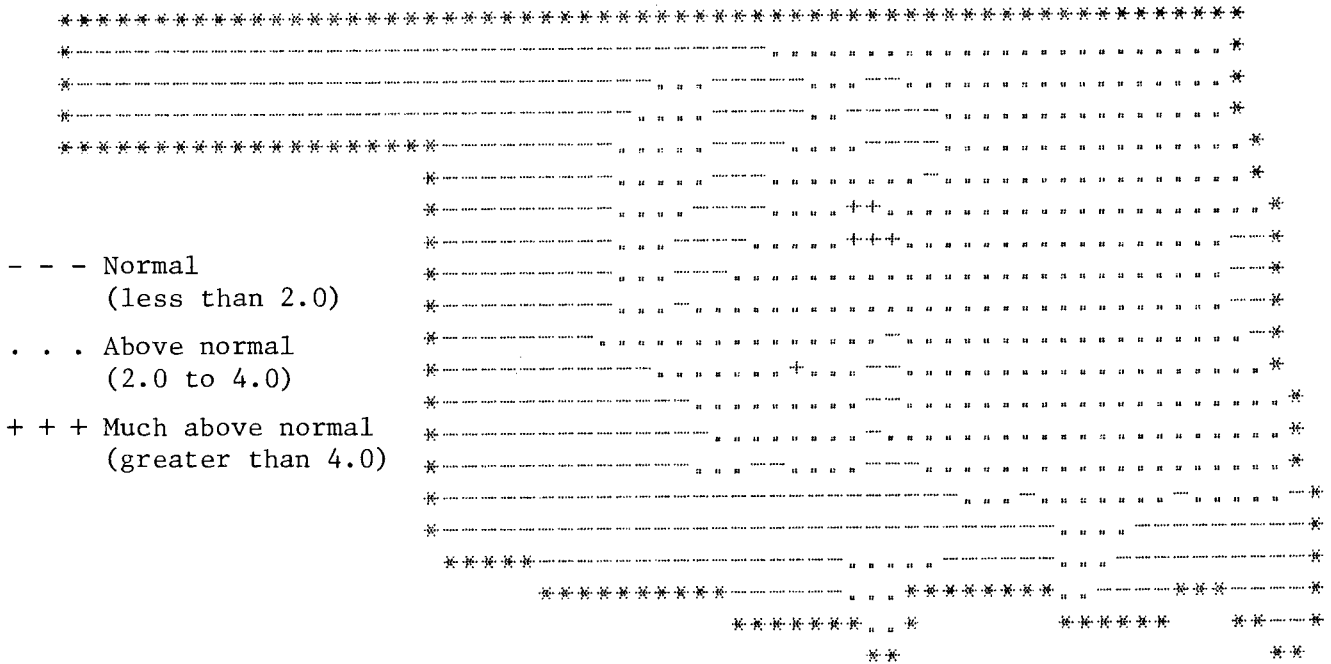 - - - Normal
(less than 2.0)
. . . Above normal
(2.0 to 4.0)
+ + + Much above normal
(greater than 4.0)